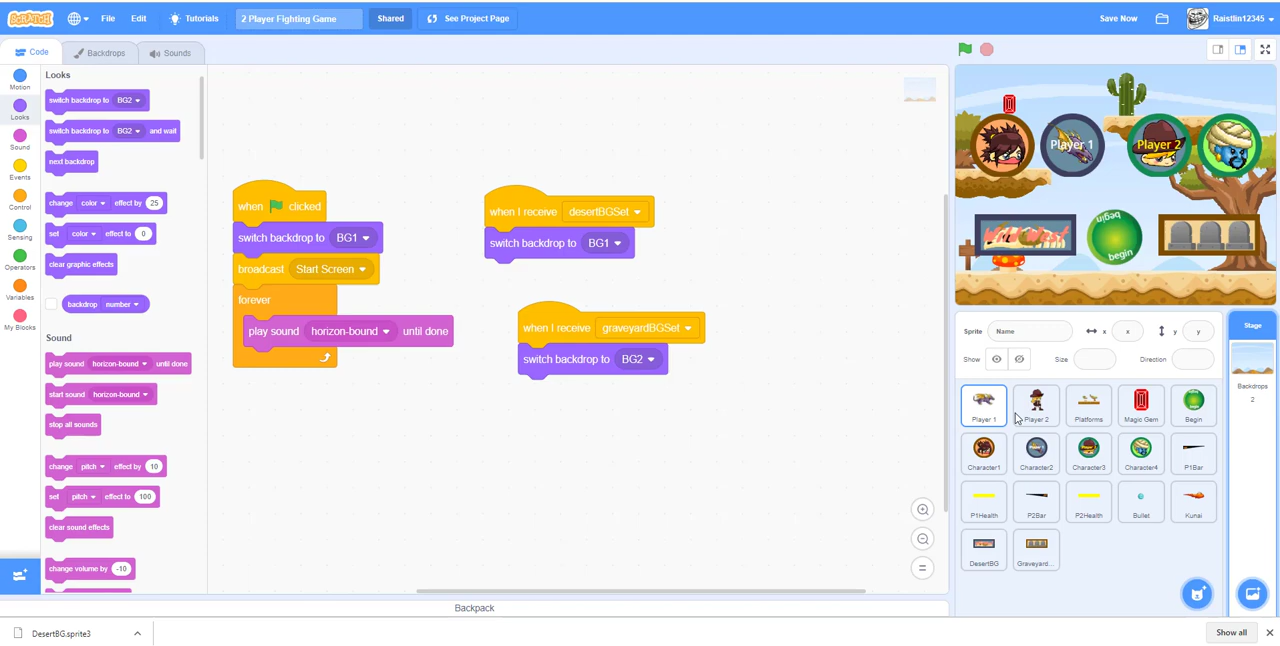 SCRATCH File Edit Tutorials 2 Player Fighting Game Shared See Project Page Save Now Raistlin12345
Code Backdrops Sounds
Motion
Looks
Sound
Events
Control
Sensing
Operators
Variables
My Blocks
Looks
switch backdrop to BG2
switch backdrop to BG2 and wait
next backdrop
change color effect by 25
set color effect to 0
clear graphic effects
backdrop number
Sound
play sound horizon-bound until done
start sound horizon-bound
stop all sounds
change pitch effect by 10
set pitch effect to 100
clear sound effects
change volume by -10
when clicked
switch backdrop to BG1
broadcast Start Screen
forever
play sound horizon-bound until done
when I receive desertBGSet
switch backdrop to BG1
when I receive graveyardBGSet
switch backdrop to BG2
Player 1 Player 2
begin
begin
Sprite Name x x y y
Show Size Direction
Player 1 Player 2 Platforms Magic Gem Begin
Character1 Character2 Character3 Character4 P1Bar
P1Health P2Bar P2Health Bullet Kunai
DesertBG Graveyard...
Stage
Backdrops
2
Backpack
DesertBG.sprite3 Show all